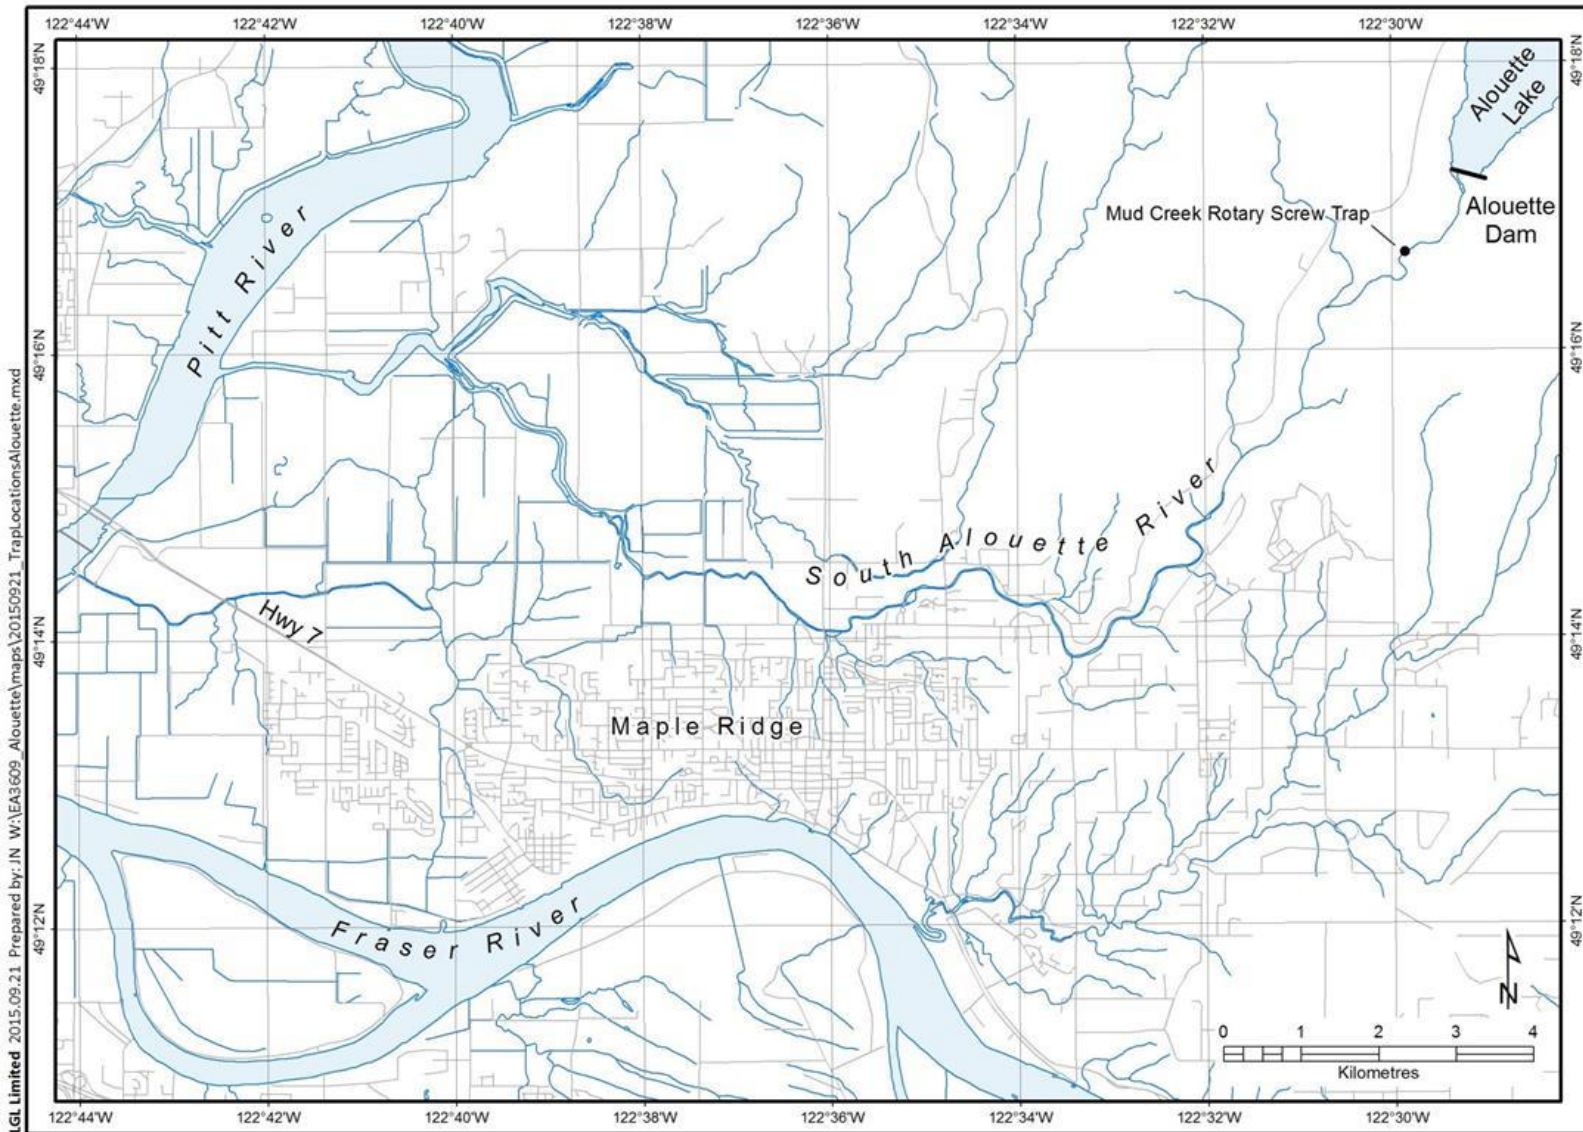 122°44'W 122°42'W 122°40'W 122°38'W 122°36'W 122°34'W 122°32'W 122°30'W
49°18'N
49°18'N
Alouette
Lake
Mud Creek Rotary Screw Trap
Alouette
Dam
Pitt River
49°16'N
49°16'N
South Alouette River
Hwy 7
49°14'N
49°14'N
Maple Ridge
Fraser River
49°12'N
49°12'N
N
0 1 2 3 4
Kilometres
122°44'W 122°42'W 122°40'W 122°38'W 122°36'W 122°34'W 122°32'W 122°30'W
LGL Limited 2015.09.21 Prepared by: JN W:\EA3609_Alouette\maps\20150921_TrapLocationsAlouette.mxd